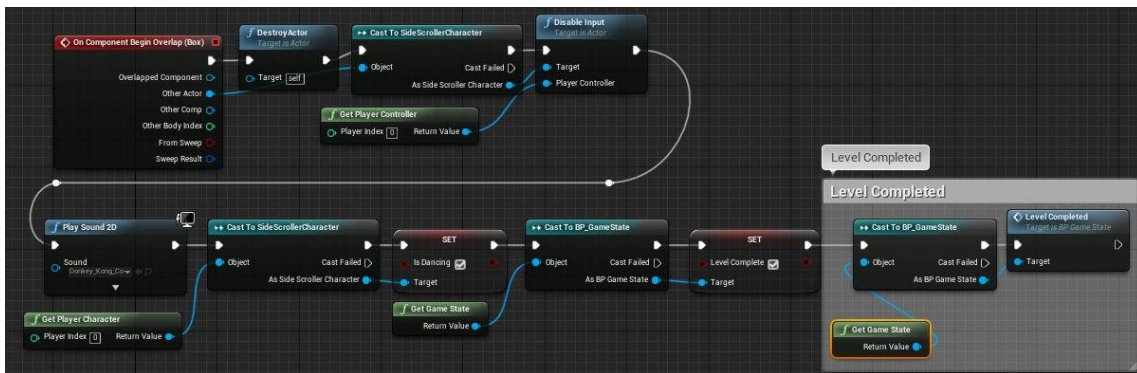 On Component Begin Overlap (Box)
Overlapped Component
Other Actor
Other Comp
Other Body Index
From Sweep
Sweep Result
DestroyActor
Target is Actor
Target self
Cast To SideScrollerCharacter
Object
Cast Failed
As Side Scroller Character
Disable Input
Target is Actor
Target
Player Controller
Get Player Controller
Player Index 0 Return Value
Play Sound 2D
Sound
Donkey_Kong_Co
Cast To SideScrollerCharacter
Object Cast Failed
As Side Scroller Character
Get Player Character
Player Index 0 Return Value
SET
Is Dancing
Target
Get Game State
Return Value
Cast To BP_GameState
Object Cast Failed
As BP Game State
SET
Level Complete
Target
Level Completed
Level Completed
Cast To BP_GameState
Object Cast Failed
As BP Game State
Level Completed
Target is BP Game State
Target
Get Game State
Return Value